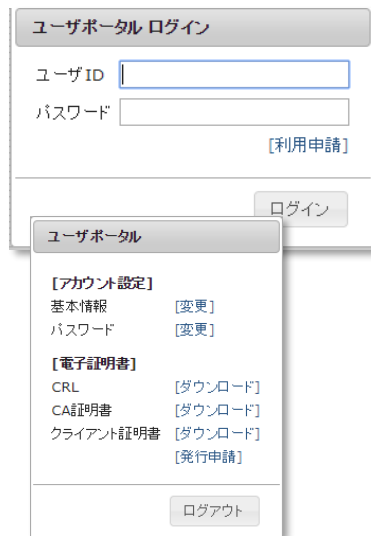 ユーザポータル ログイン
ユーザID
パスワード
[利用申請]
ログイン
ユーザポータル
[アカウント設定]
基本情報 [変更]
パスワード [変更]
[電子証明書]
CRL [ダウンロード]
CA証明書 [ダウンロード]
クライアント証明書 [ダウンロード]
[発行申請]
ログアウト